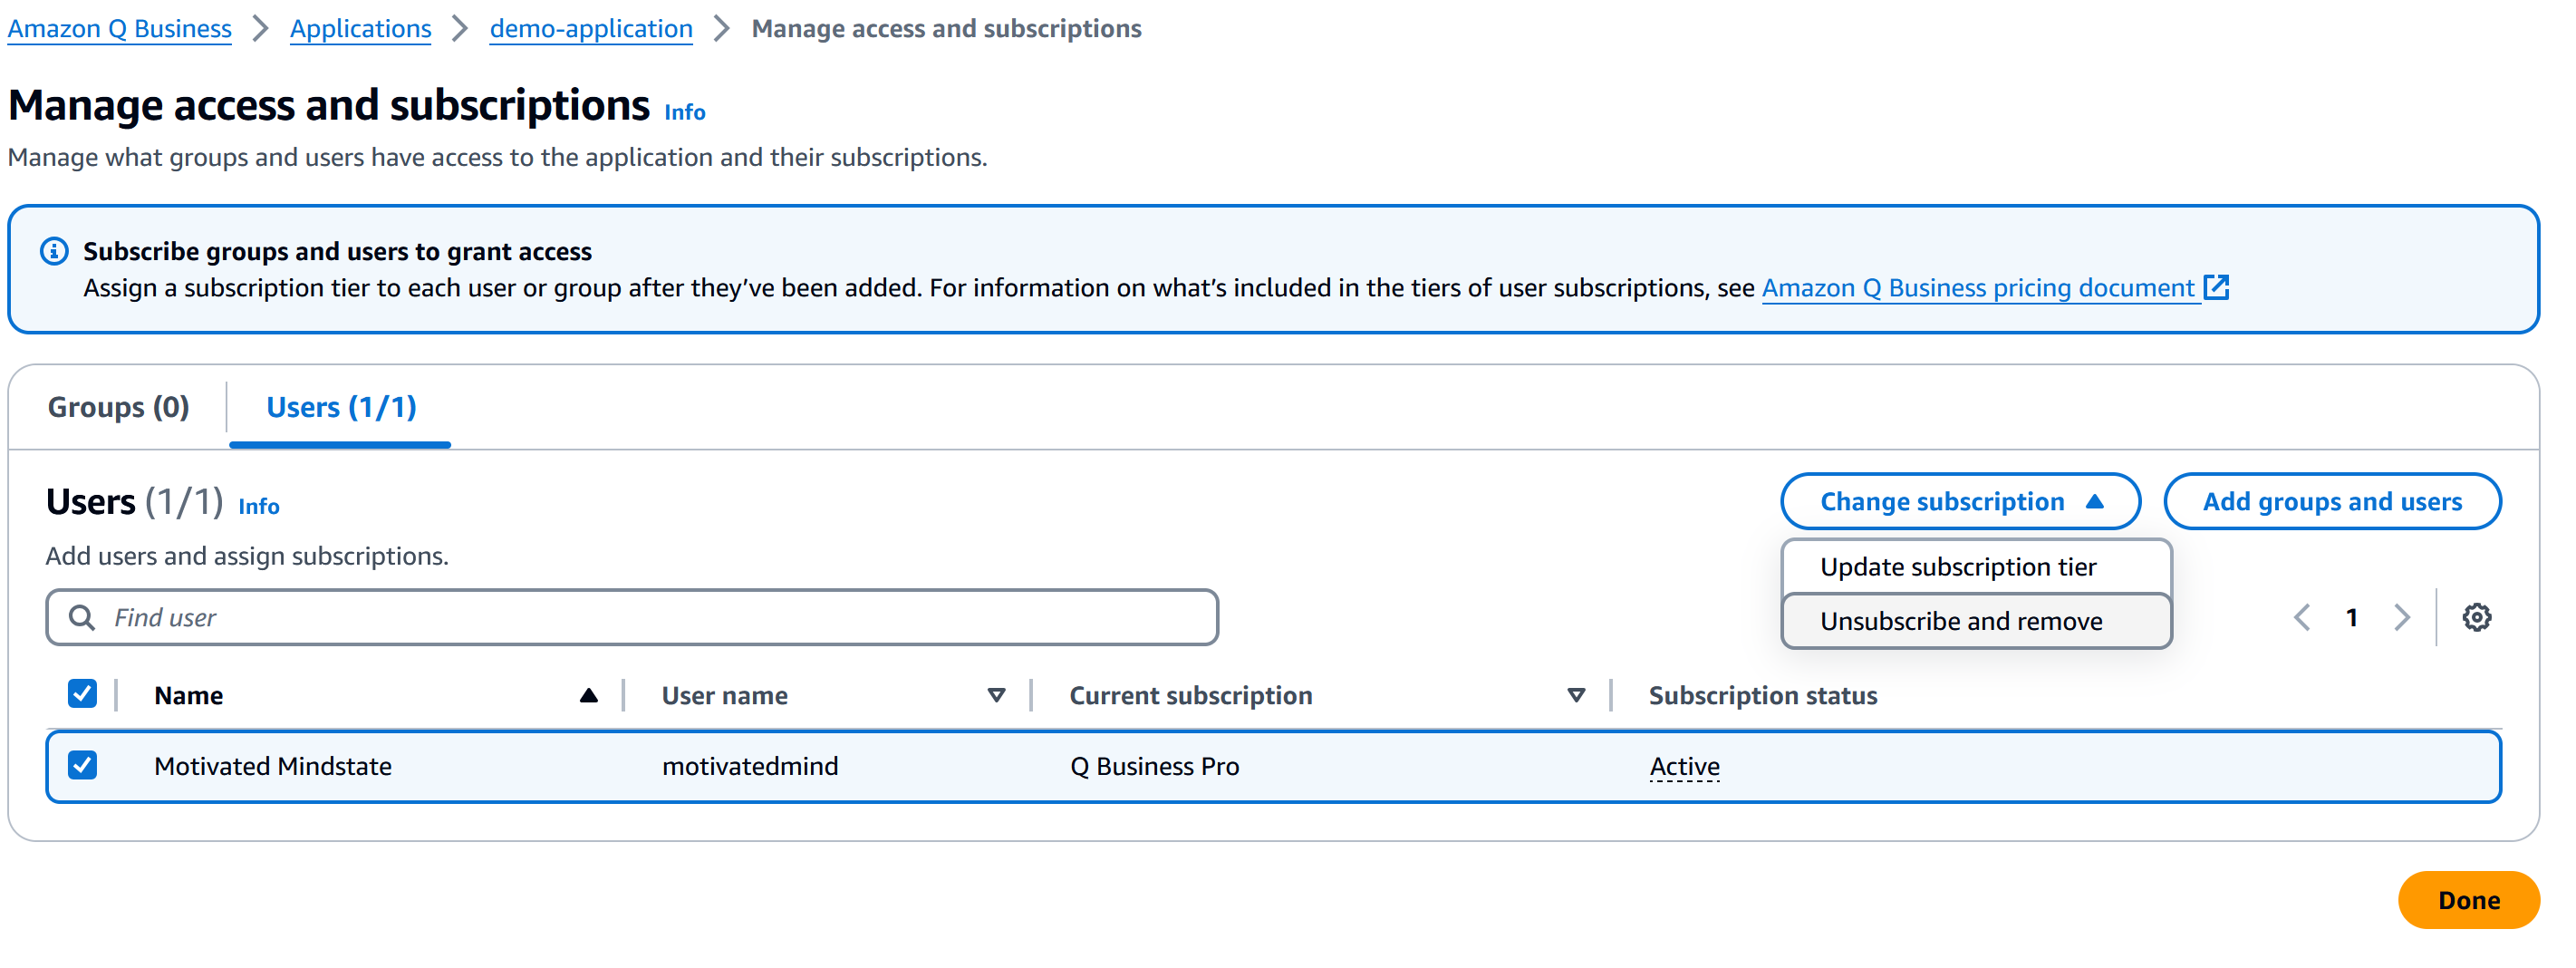 Amazon Q Business > Applications > demo-application > Manage access and subscriptions
Manage access and subscriptions Info
Manage what groups and users have access to the application and their subscriptions.
Subscribe groups and users to grant access
Assign a subscription tier to each user or group after they’ve been added. For information on what’s included in the tiers of user subscriptions, see Amazon Q Business pricing document
Groups (0) Users (1/1)
Users (1/1) Info Change subscription Add groups and users
Add users and assign subscriptions.
Update subscription tier
Find user Unsubscribe and remove 1
Name User name Current subscription Subscription status
Motivated Mindstate motivatedmind Q Business Pro Active
Done